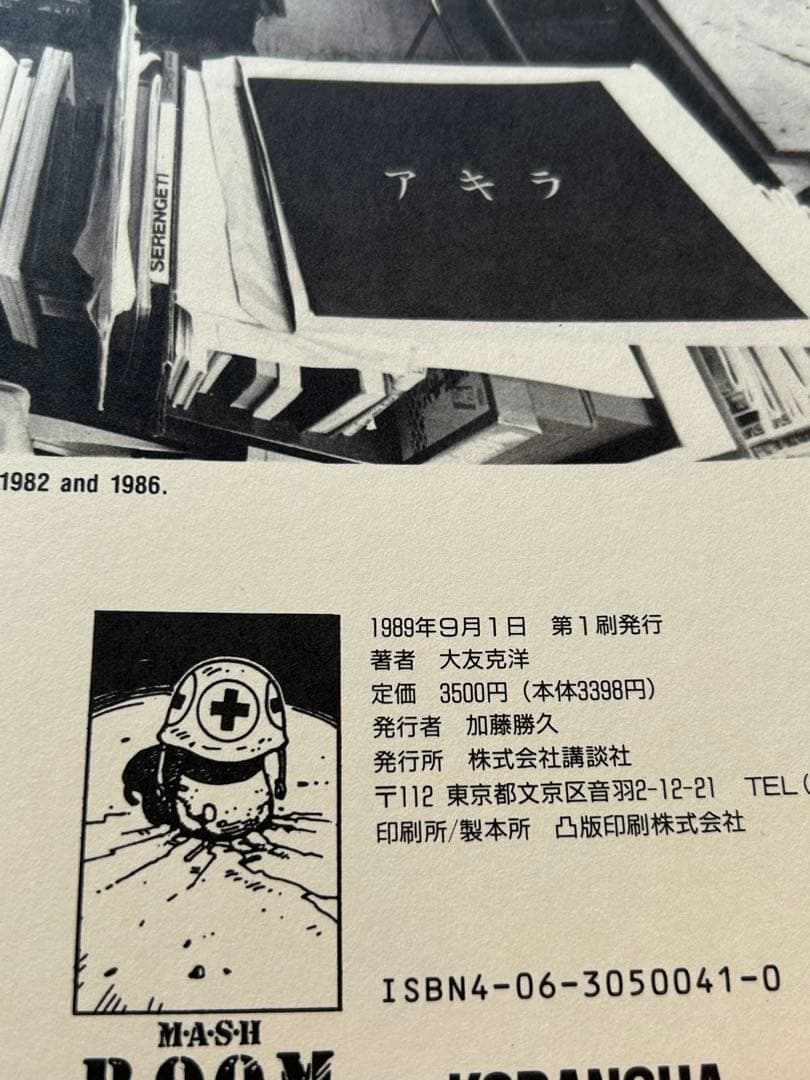 アキラ
SERENGETI
1982 and 1986.
1989年9月1日 第1刷発行
著者 大友克洋
定価 3500円（本体3398円）
発行者 加藤勝久
発行所 株式会社講談社
〒112 東京都文京区音羽2-12-21 TEL(
印刷所/製本所 凸版印刷株式会社
ISBN4-06-3050041-0
M·A·S·H
ROOM
KODANSHA